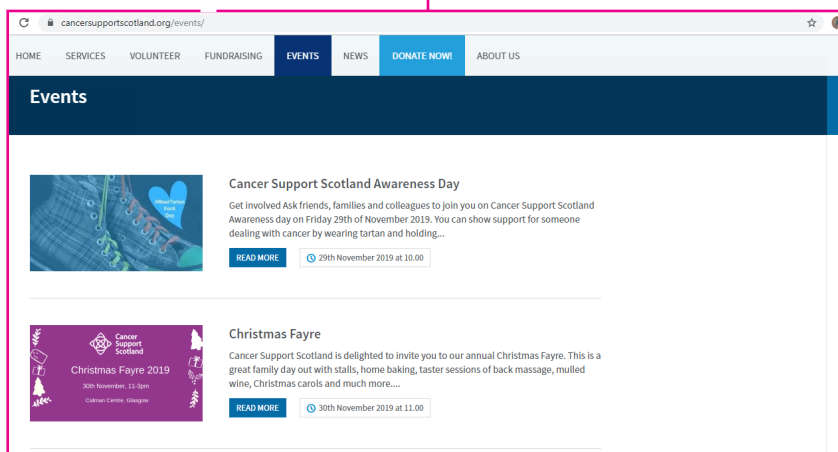 cancersupportscotland.org/events/
HOME SERVICES VOLUNTEER FUNDRAISING EVENTS NEWS DONATE NOW! ABOUT US
Events
#WearTartan
Day
Cancer Support Scotland Awareness Day
Get involved Ask friends, families and colleagues to join you on Cancer Support Scotland
Awareness day on Friday 29th of November 2019. You can show support for someone
dealing with cancer by wearing tartan and holding...
READ MORE 29th November 2019 at 10.00
Cancer
Support
Scotland
Christmas Fayre 2019
30th November, 11-3pm
Calman Centre, Glasgow
Christmas Fayre
Cancer Support Scotland is delighted to invite you to our annual Christmas Fayre. This is a
great family day out with stalls, home baking, taster sessions of back massage, mulled
wine, Christmas carols and much more....
READ MORE 30th November 2019 at 11.00